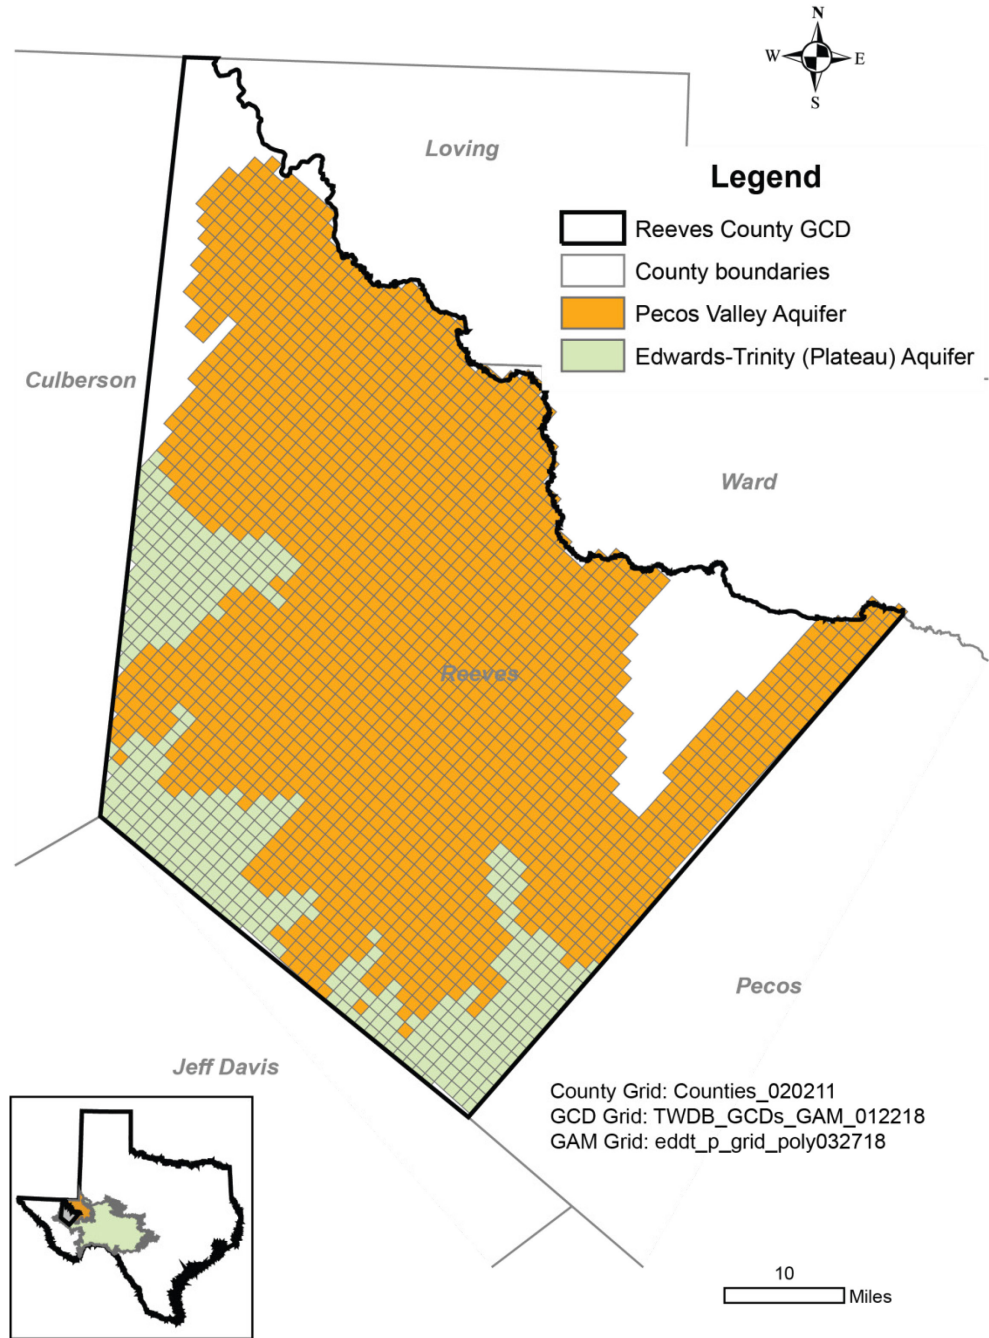 N
W
E
S
Loving
Legend
Reeves County GCD
County boundaries
Pecos Valley Aquifer
Edwards-Trinity (Plateau) Aquifer
Culberson
Ward
Reeves
Pecos
Jeff Davis
County Grid: Counties_020211
GCD Grid: TWDB_GCDs_GAM_012218
GAM Grid: eddt_p_grid_poly032718
10
Miles